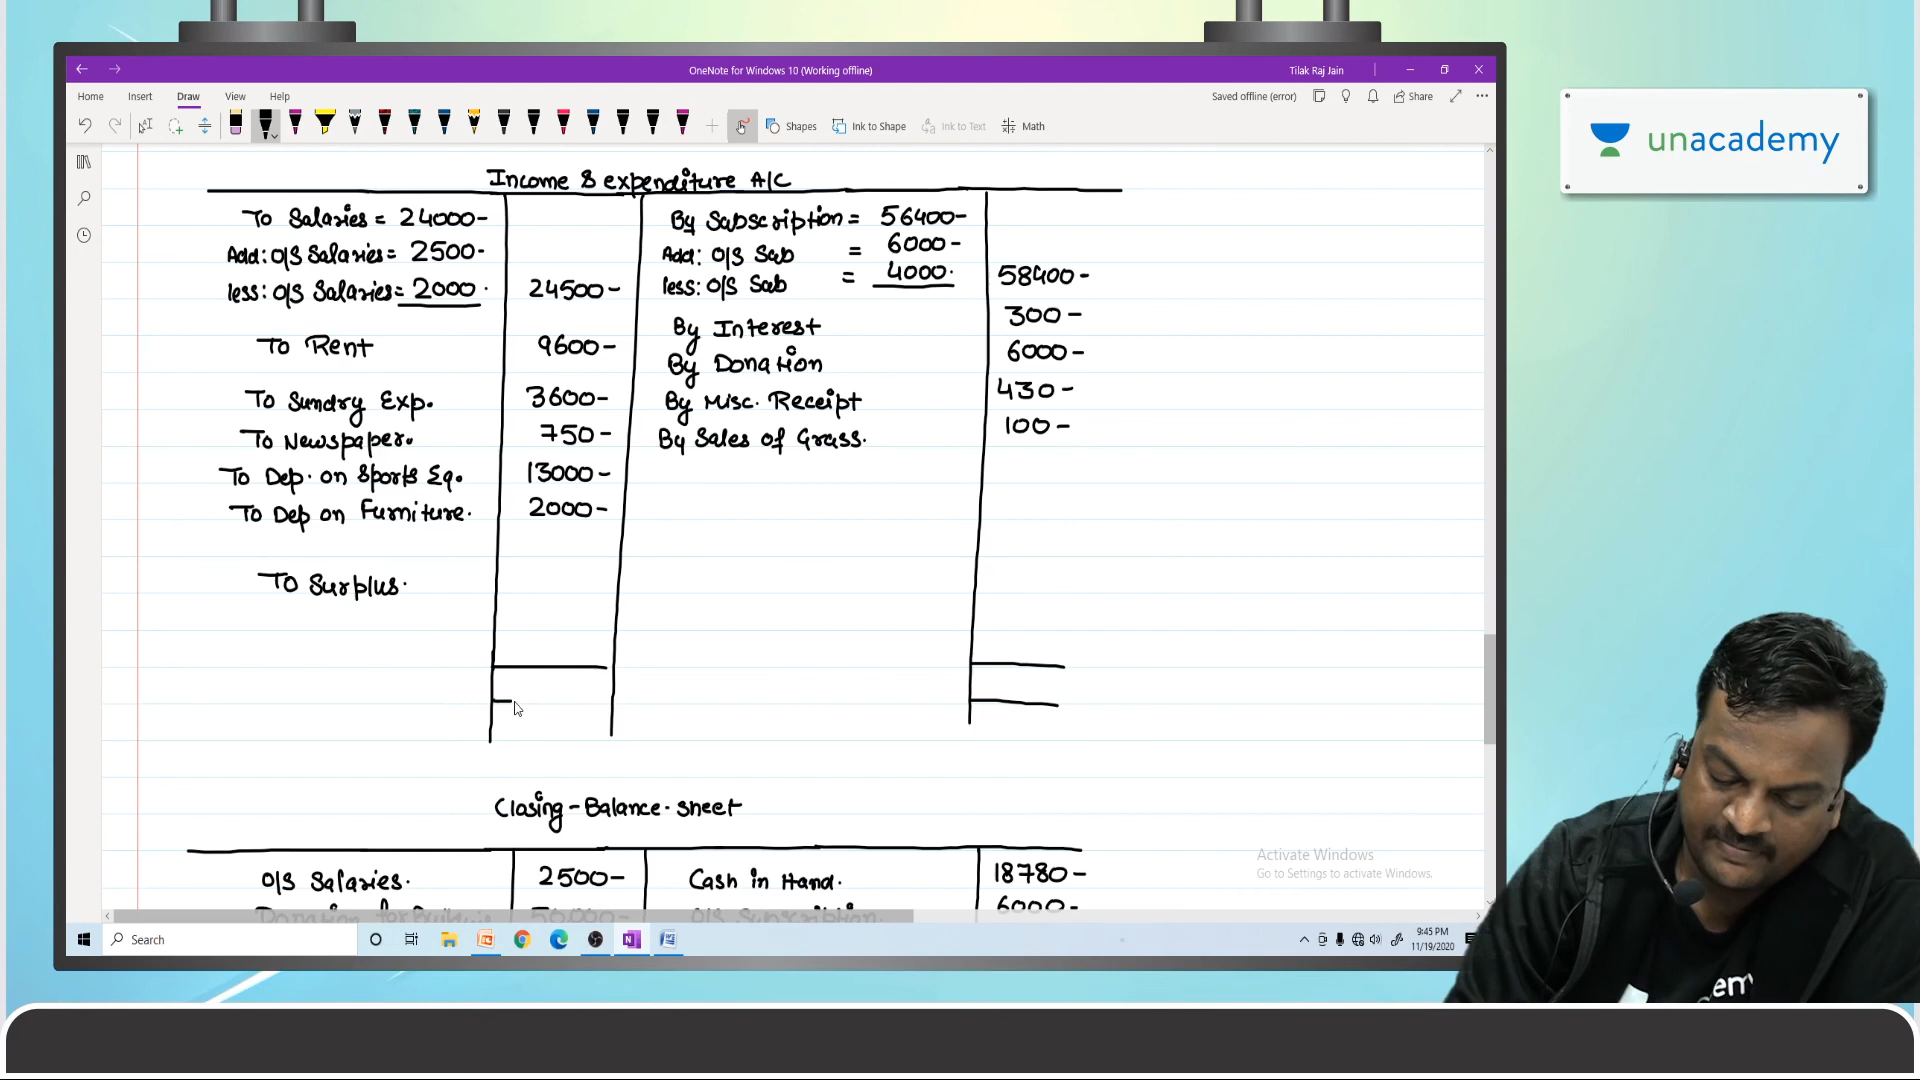 OneNote for Windows 10 (Working offline)
Tilak Raj Jain
Home Insert Draw View Help
Saved offline (error)
Share
Shapes
Ink to Shape
Ink to Text
Math
unacademy
Income & expenditure A/C
To Salaries = 24000-
Add: O/S Salaries = 2500-
less: O/S Salaries = 2000
24500-
To Rent 9600-
To Sundry Exp. 3600-
To Newspaper. 750-
To Dep. on Sports Eq. 13000-
To Dep on Furniture. 2000-
To Surplus.
By Subscription = 56400-
Add: O/S Sub = 6000-
less: O/S Sub = 4000.
58400-
By Interest 300-
By Donation 6000-
By Misc. Receipt 430-
By Sales of Grass. 100-
Closing-Balance.sheet
O/S Salaries. 2500- Cash in Hand. 18780-
50,000- O/S Subscription. 6000-
Activate Windows
Go to Settings to activate Windows.
Search
9:45 PM
11/19/2020